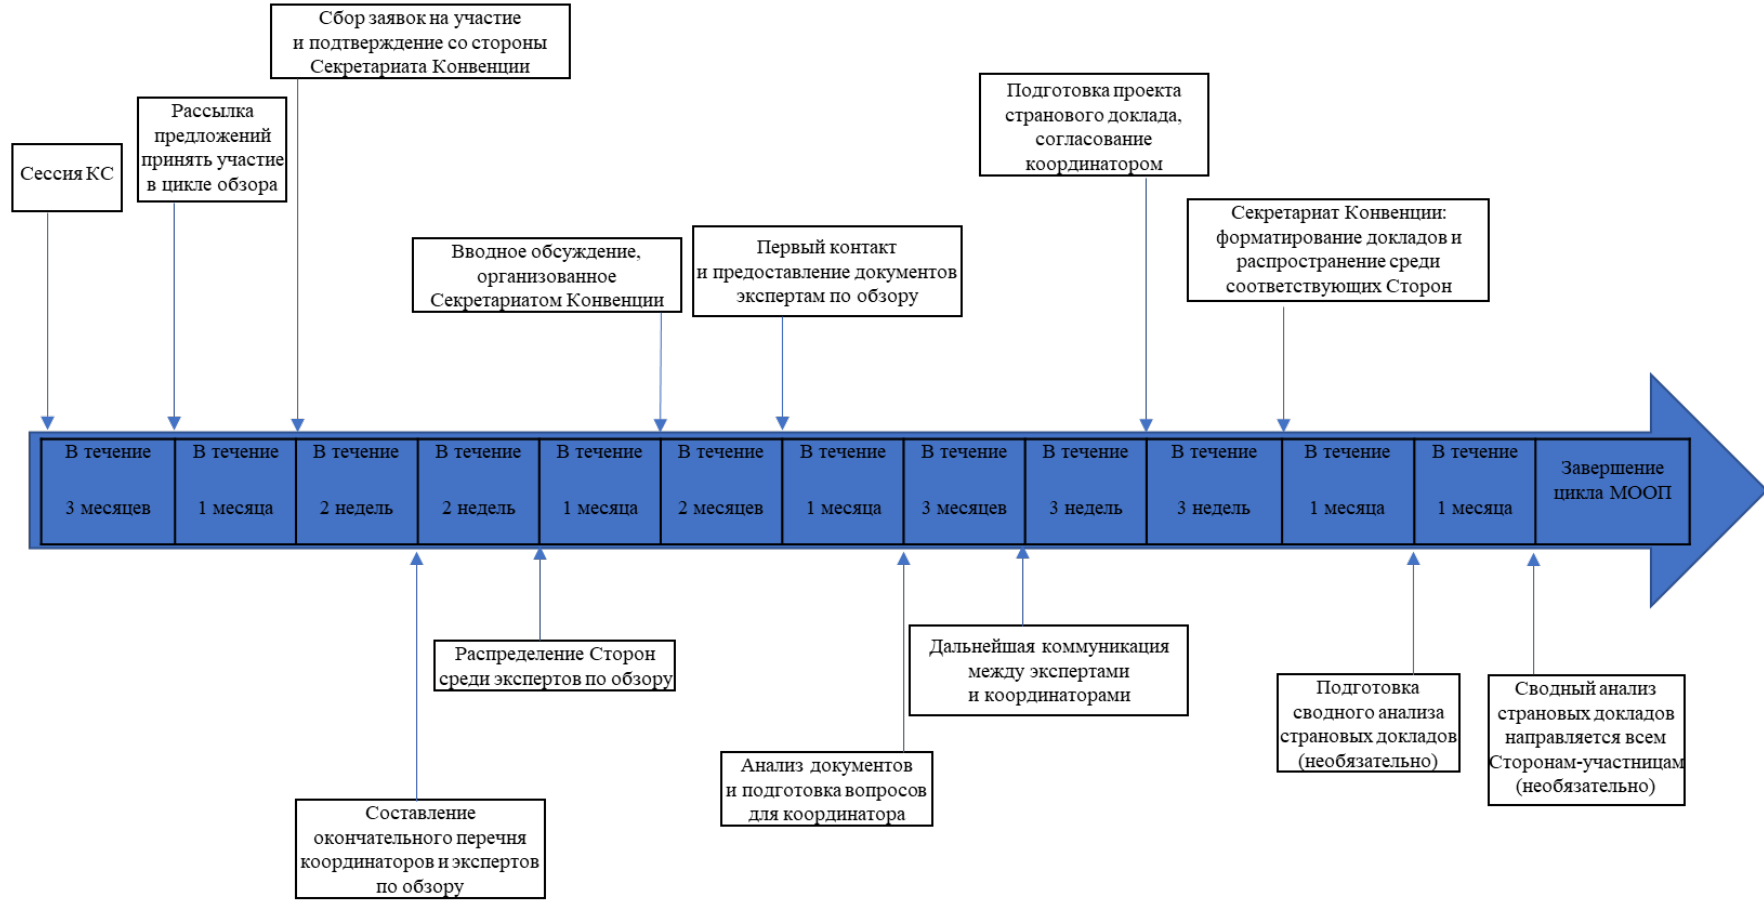 Сбор заявок на участие
и подтверждение со стороны
Секретариата Конвенции
Рассылка
предложений
принять участие
в цикле обзора
Сессия КС
Подготовка проекта
странового доклада,
согласование
координатором
Вводное обсуждение,
организованное
Секретариатом Конвенции
Первый контакт
и предоставление документов
экспертам по обзору
Секретариат Конвенции:
форматирование докладов и
распространение среди
соответствующих Сторон
В течение
3 месяцев
В течение
1 месяца
В течение
2 недель
В течение
2 недель
В течение
1 месяца
В течение
2 месяцев
В течение
1 месяца
В течение
3 месяцев
В течение
3 недель
В течение
3 недель
В течение
1 месяца
В течение
1 месяца
Завершение
цикла МООП
Распределение Сторон
среди экспертов по обзору
Дальнейшая коммуникация
между экспертами
и координаторами
Подготовка
сводного анализа
страновых докладов
(необязательно)
Сводный анализ
страновых докладов
направляется всем
Сторонам-участницам
(необязательно)
Анализ документов
и подготовка вопросов
для координатора
Составление
окончательного перечня
координаторов и экспертов
по обзору